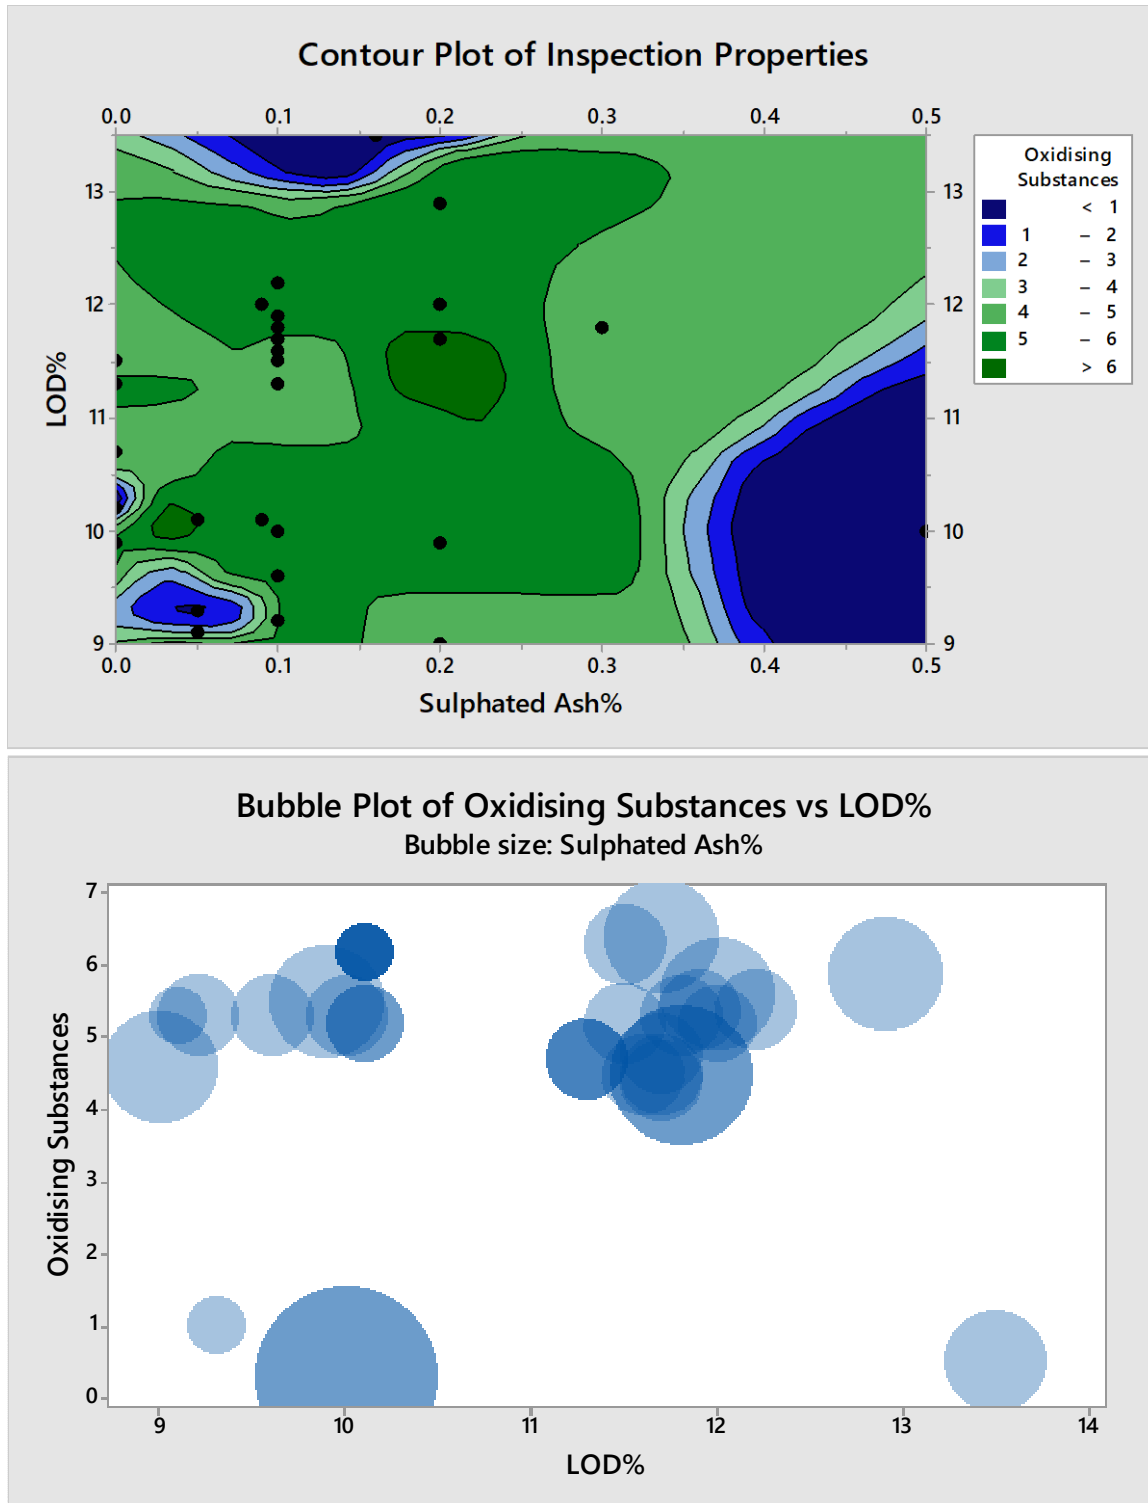 Contour Plot of Inspection Properties
0.0 0.1 0.2 0.3 0.4 0.5
Oxidising
Substances
< 1
1 – 2
2 – 3
3 – 4
4 – 5
5 – 6
> 6
13 13
12 12
11 11
10 10
9 9
LOD%
0.0 0.1 0.2 0.3 0.4 0.5
Sulphated Ash%
Bubble Plot of Oxidising Substances vs LOD%
Bubble size: Sulphated Ash%
7
6
5
4
3
2
1
0
Oxidising Substances
9 10 11 12 13 14
LOD%